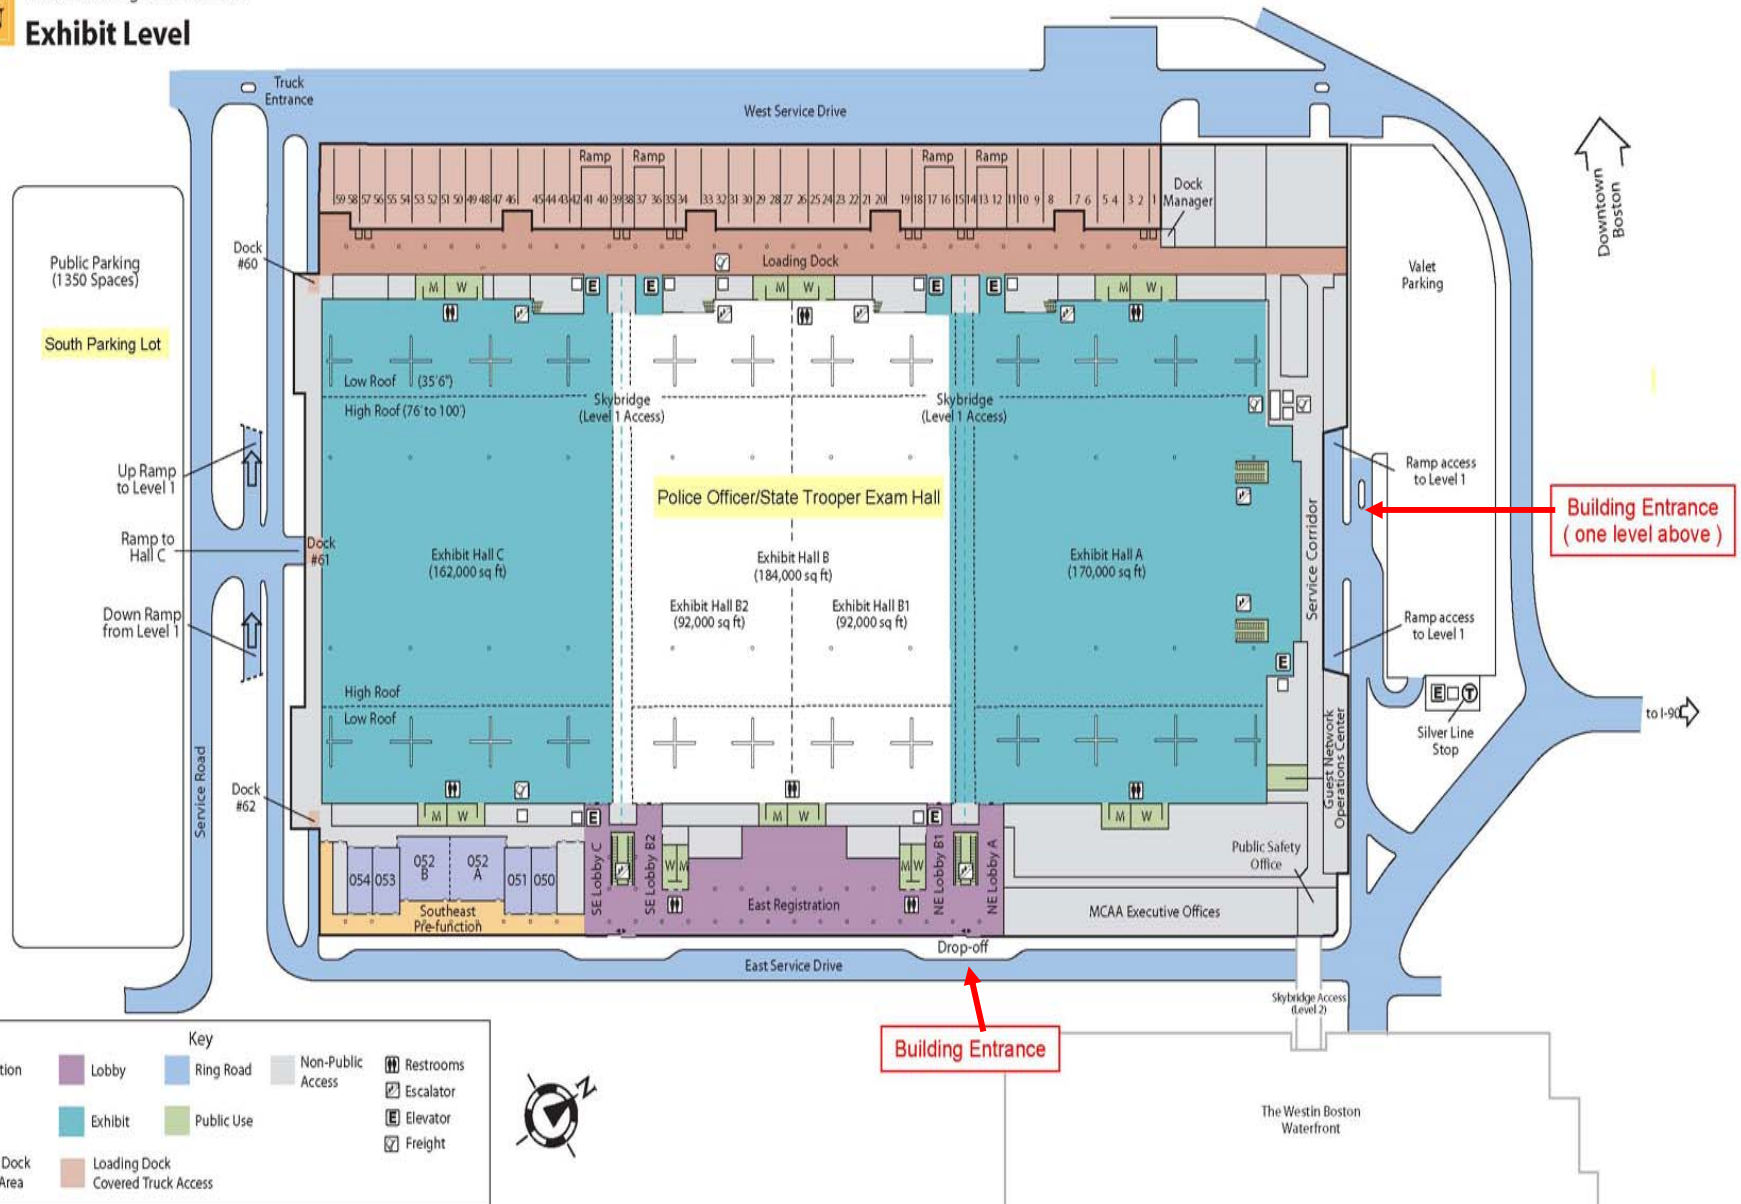 Exhibit Level
Truck
Entrance
West Service Drive
Ramp
Ramp
Ramp
Ramp
59 58 57 56 55 54 53 52 51 50 49 48 47 46 45 44 43 42 41 40 39 38 37 36 35 34 33 32 31 30 29 28 27 26 25 24 23 22 21 20 19 18 17 16 15 14 13 12 11 10 9 8 7 6 5 4 3 2 1
Dock
Manager
Downtown
Boston
Dock
#60
Public Parking
(1350 Spaces)
Loading Dock
Valet
Parking
M W
E
E
M W
E
E
M W
South Parking Lot
Low Roof (35'6")
High Roof (76' to 100')
Skybridge
(Level 1 Access)
Skybridge
(Level 1 Access)
Up Ramp
to Level 1
Ramp access
to Level 1
Police Officer/State Trooper Exam Hall
Building Entrance
( one level above )
Ramp to
Hall C
Dock
#61
Exhibit Hall C
(162,000 sq ft)
Exhibit Hall B
(184,000 sq ft)
Exhibit Hall A
(170,000 sq ft)
Service Corridor
Down Ramp
from Level 1
Exhibit Hall B2
(92,000 sq ft)
Exhibit Hall B1
(92,000 sq ft)
Ramp access
to Level 1
E
High Roof
Low Roof
E T
Silver Line
Stop
to I-90
Guest Network
Operations Center
Service Road
Dock
#62
M W
E
M W
E
M W
054 053
052
B
052
A
051 050
SE Lobby C
SE Lobby B2
W M
M W
NE Lobby B1
NE Lobby A
Public Safety
Office
Southeast
Pre-function
East Registration
MCAA Executive Offices
Drop-off
East Service Drive
Skybridge Access
(Level 2)
Building Entrance
Key
Lobby
Ring Road
Non-Public
Access
Restrooms
Escalator
Exhibit
Public Use
E Elevator
Freight
Dock
Area
Loading Dock
Covered Truck Access
N
The Westin Boston
Waterfront